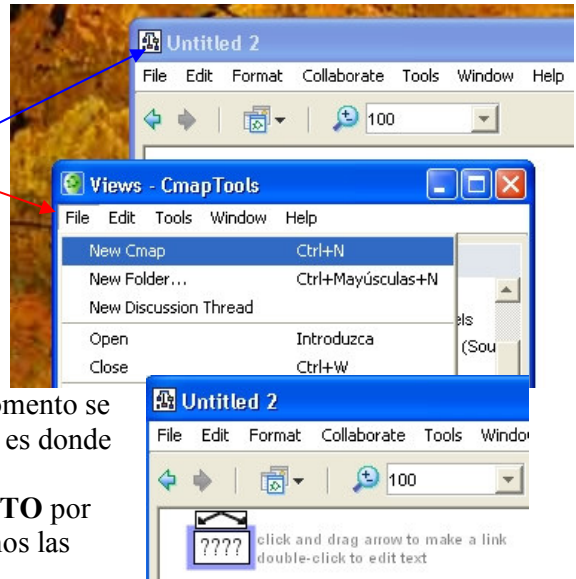 Untitled 2
File Edit Format Collaborate Tools Window Help
100
Views - CmapTools
File Edit Tools Window Help
New Cmap Ctrl+N
New Folder... Ctrl+Mayúsculas+N
New Discussion Thread
els
Open Introduzca
(Sou
Close Ctrl+W
omento se
es donde
TO por
nos las
Untitled 2
File Edit Format Collaborate Tools Windo
100
???? click and drag arrow to make a link
double-click to edit text